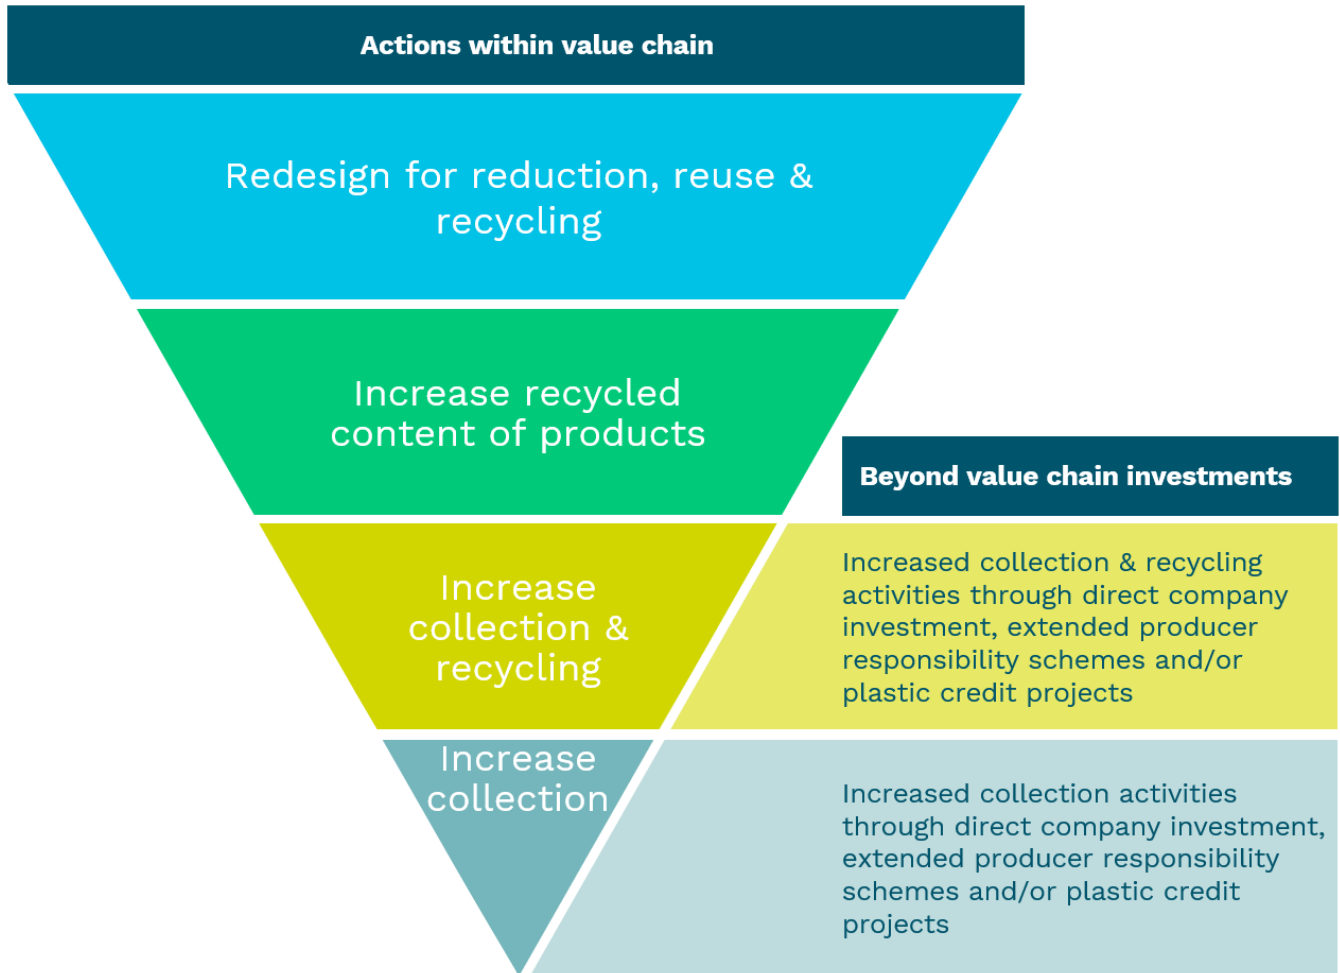 Actions within value chain
Redesign for reduction, reuse &
recycling
Increase recycled
content of products
Beyond value chain investments
Increase
collection &
recycling
Increased collection & recycling
activities through direct company
investment, extended producer
responsibility schemes and/or
plastic credit projects
Increase
collection
Increased collection activities
through direct company investment,
extended producer responsibility
schemes and/or plastic credit
projects